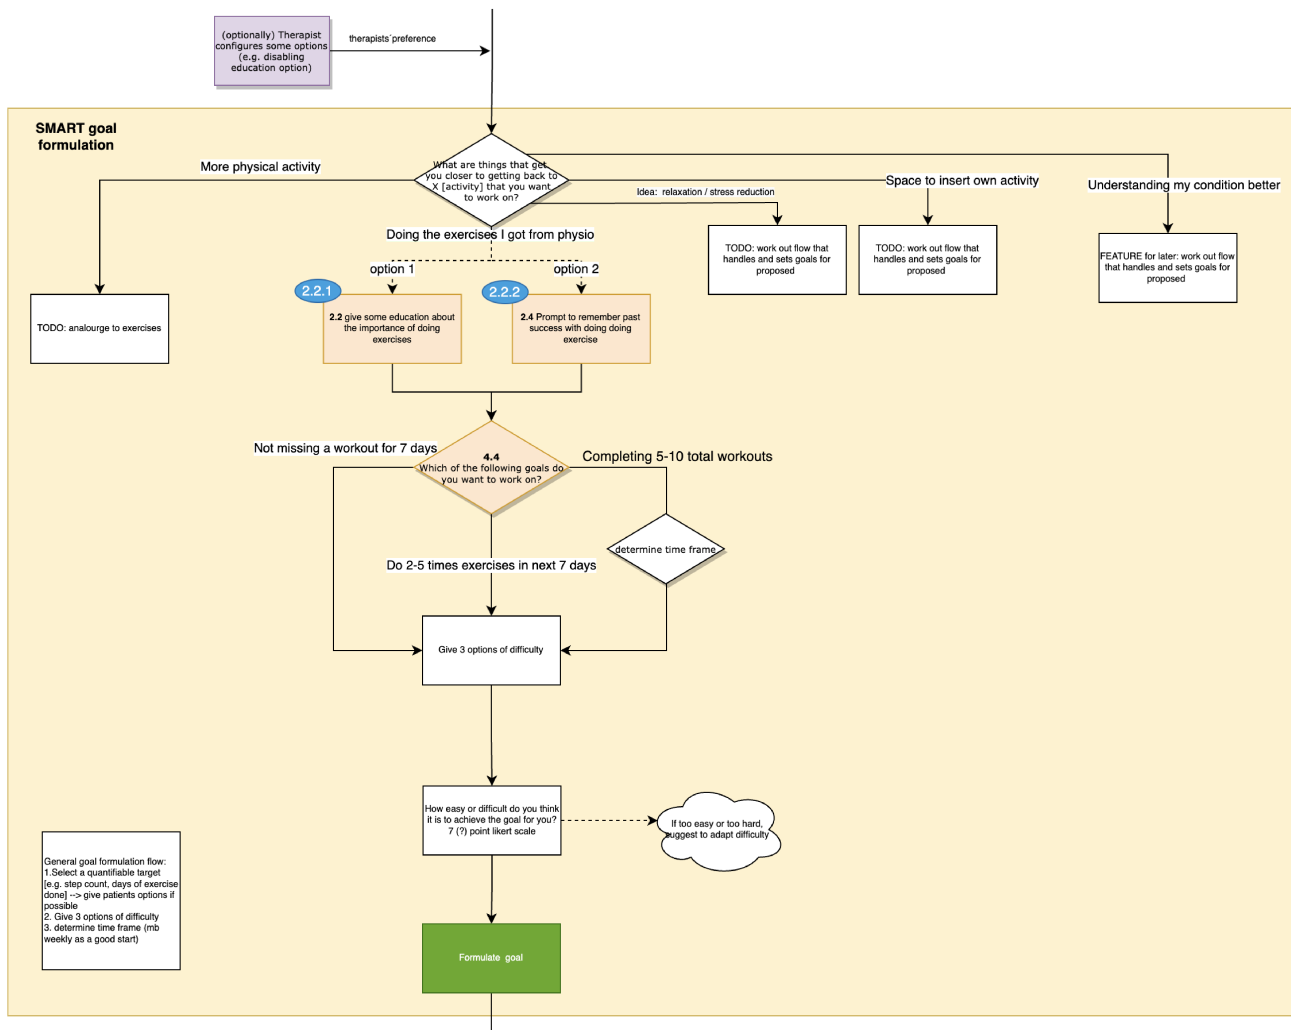 (optionally) Therapist
configures some options
(e.g. disabling
education option)
therapists´preference
SMART goal
formulation
What are things that get
you closer to getting back to
X [activity] that you want
to work on?
More physical activity
Idea:  relaxation / stress reduction
Space to insert own activity
Understanding my condition better
Doing the exercises I got from physio
option 1
option 2
TODO: work out flow that
handles and sets goals for
proposed
TODO: work out flow that
handles and sets goals for
proposed
FEATURE for later: work out flow
that handles and sets goals for
proposed
TODO: analourge to exercises
2.2.1
2.2 give some education about
the importance of doing
exercises
2.2.2
2.4 Prompt to remember past
success with doing doing
exercise
Not missing a workout for 7 days
4.4
Which of the following goals do
you want to work on?
Completing 5-10 total workouts
determine time frame
Do 2-5 times exercises in next 7 days
Give 3 options of difficulty
How easy or difficult do you think
it is to achieve the goal for you?
7 (?) point likert scale
If too easy or too hard,
suggest to adapt difficulty
General goal formulation flow:
1.Select a quantifiable target
[e.g. step count, days of exercise
done] --> give patients options if
possible
2. Give 3 options of difficulty
3. determine time frame (mb
weekly as a good start)
Formulate  goal